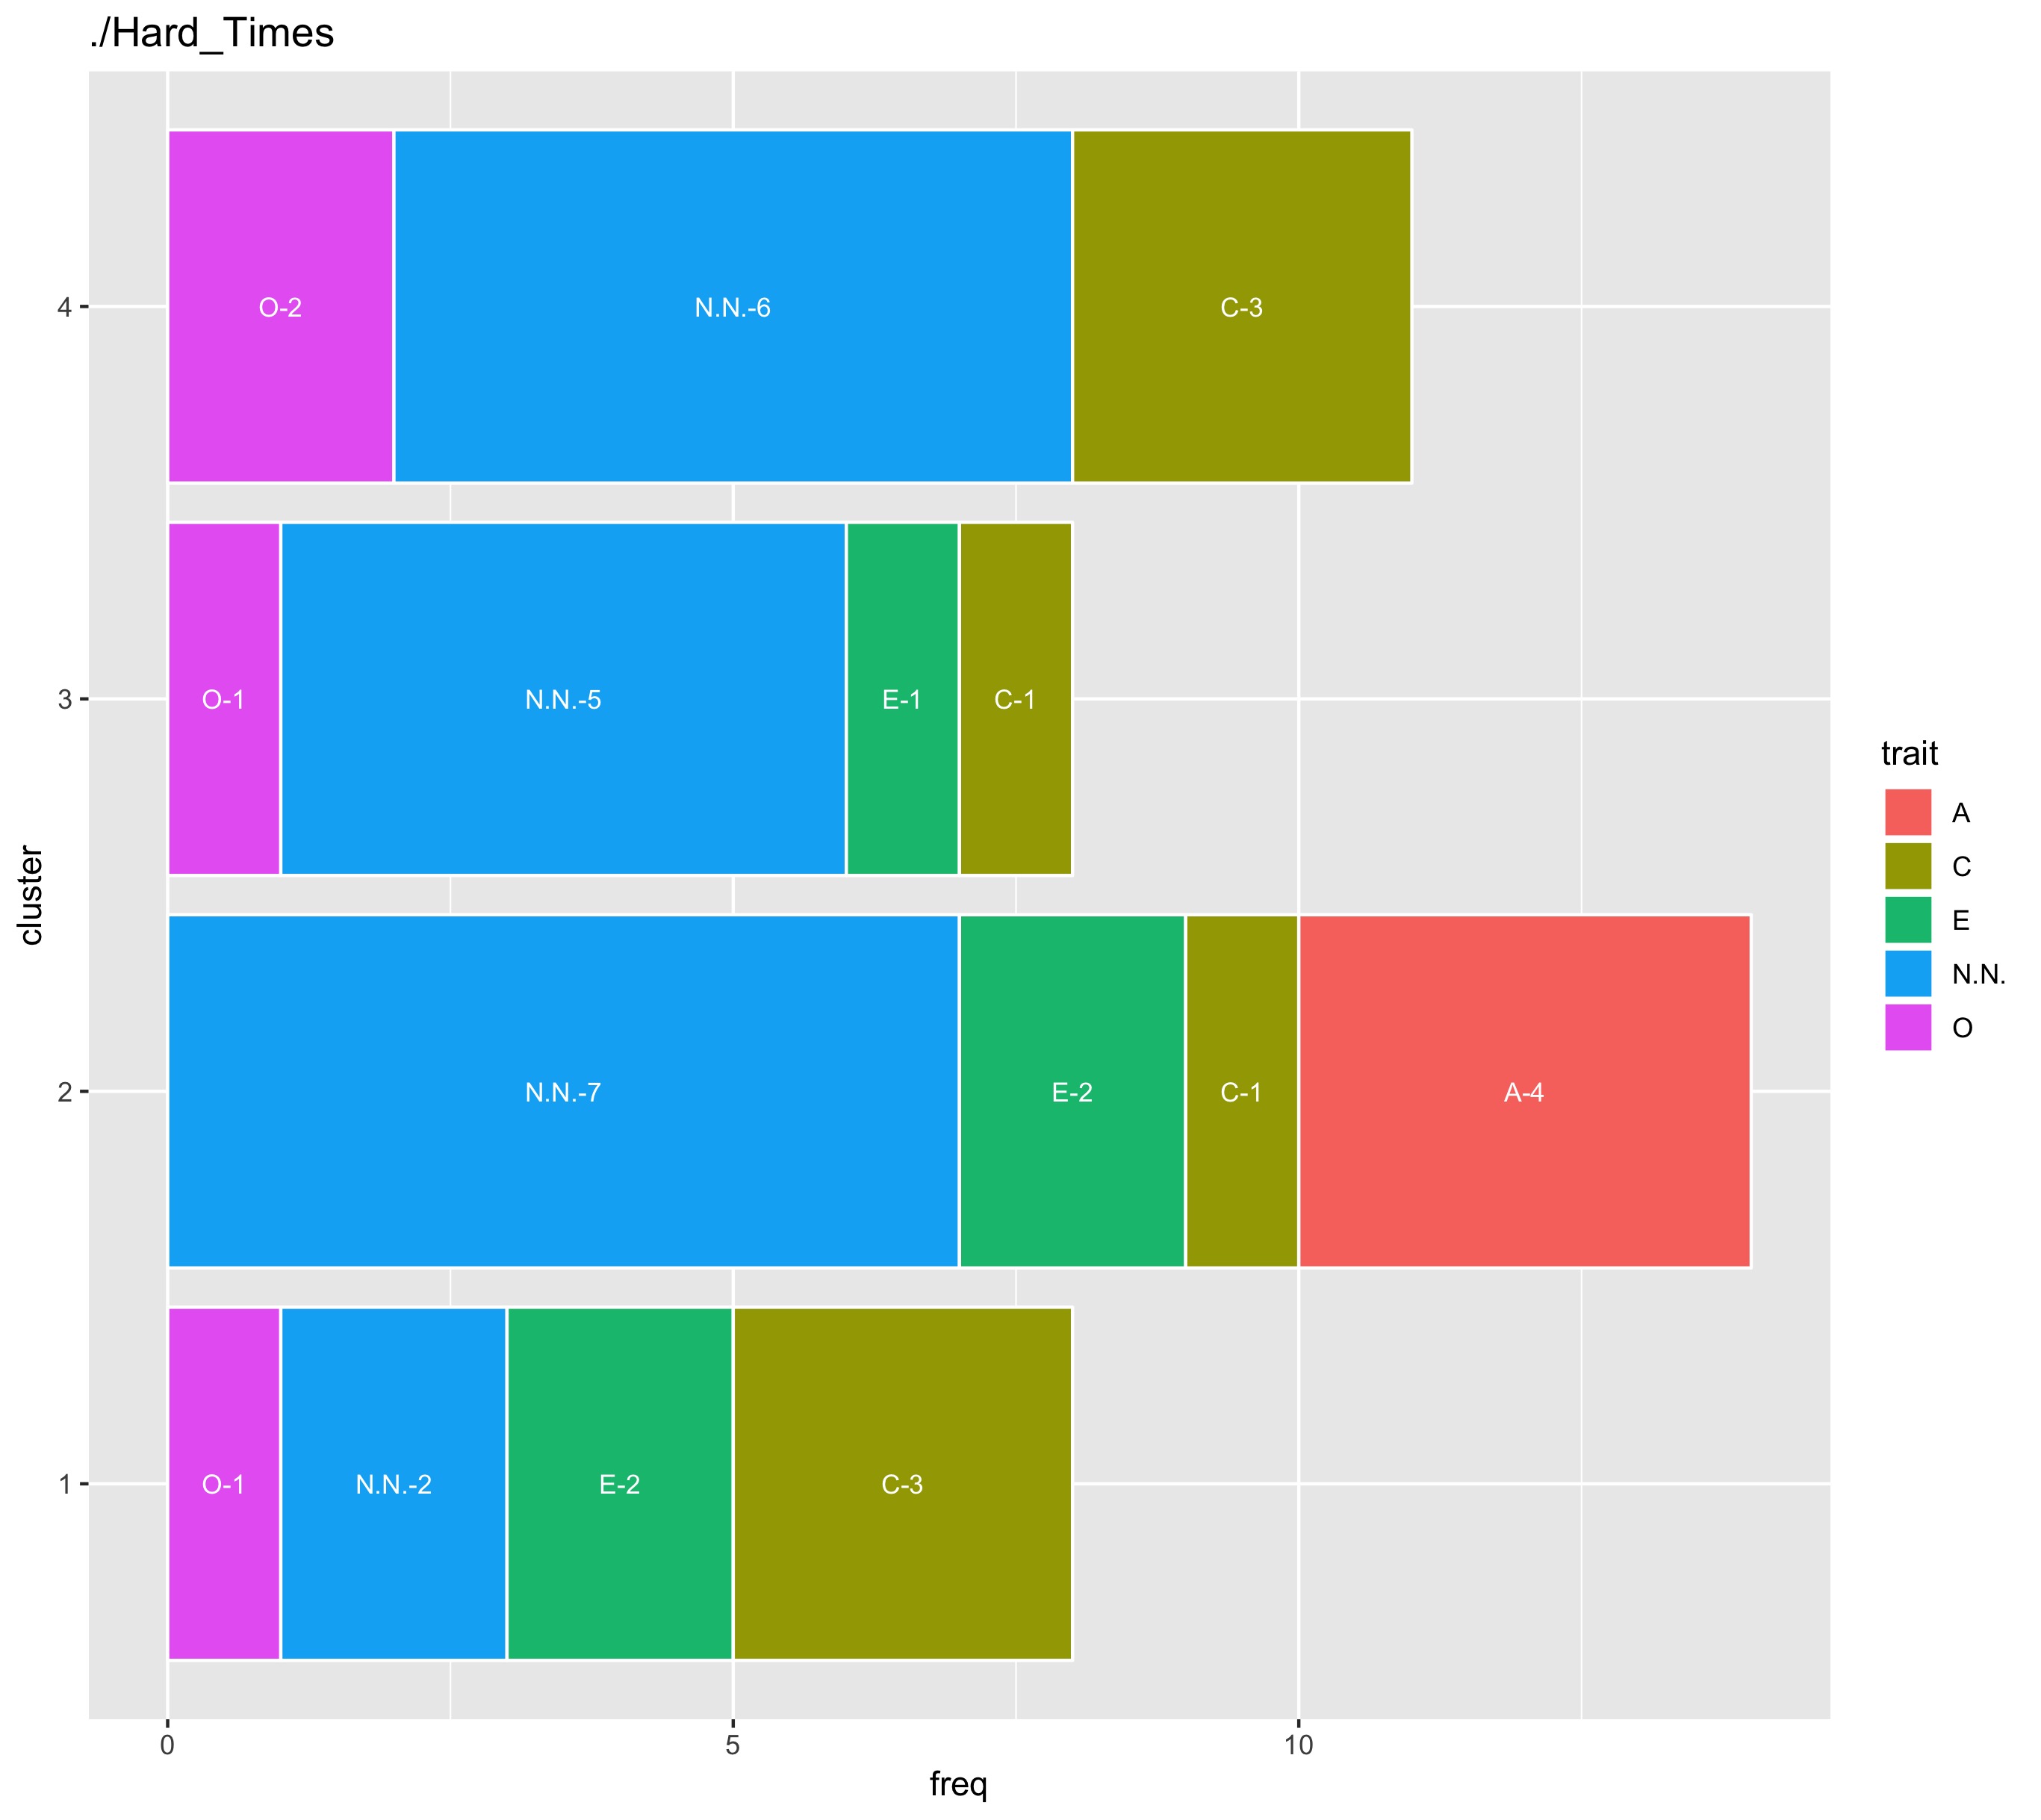 ./Hard_Times
cluster
4
O-2 N.N.-6 C-3
3
O-1 N.N.-5 E-1 C-1
2
N.N.-7 E-2 C-1 A-4
1
O-1 N.N.-2 E-2 C-3
0 5 10
freq
trait
A
C
E
N.N.
O